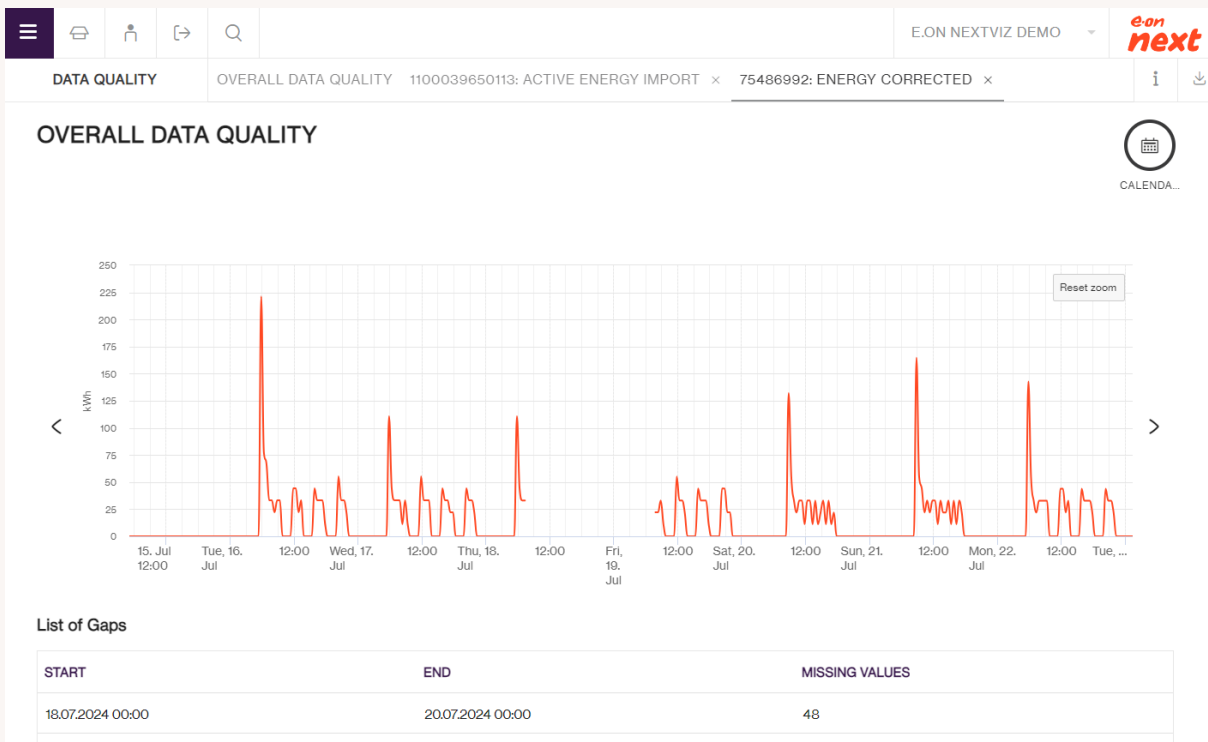 E.ON NEXTVIZ DEMO
e·on
next
DATA QUALITY
OVERALL DATA QUALITY
1100039650113: ACTIVE ENERGY IMPORT ×
75486992: ENERGY CORRECTED ×
i
OVERALL DATA QUALITY
CALENDA...
Reset zoom
kWh
250
225
200
175
150
125
100
75
50
25
0
15. Jul
12:00
Tue, 16.
Jul
12:00
Wed, 17.
Jul
12:00
Thu, 18.
Jul
12:00
Fri,
19.
Jul
12:00
Sat, 20.
Jul
12:00
Sun, 21.
Jul
12:00
Mon, 22.
Jul
12:00
Tue, ...
List of Gaps
START END MISSING VALUES
18.07.2024 00:00 20.07.2024 00:00 48